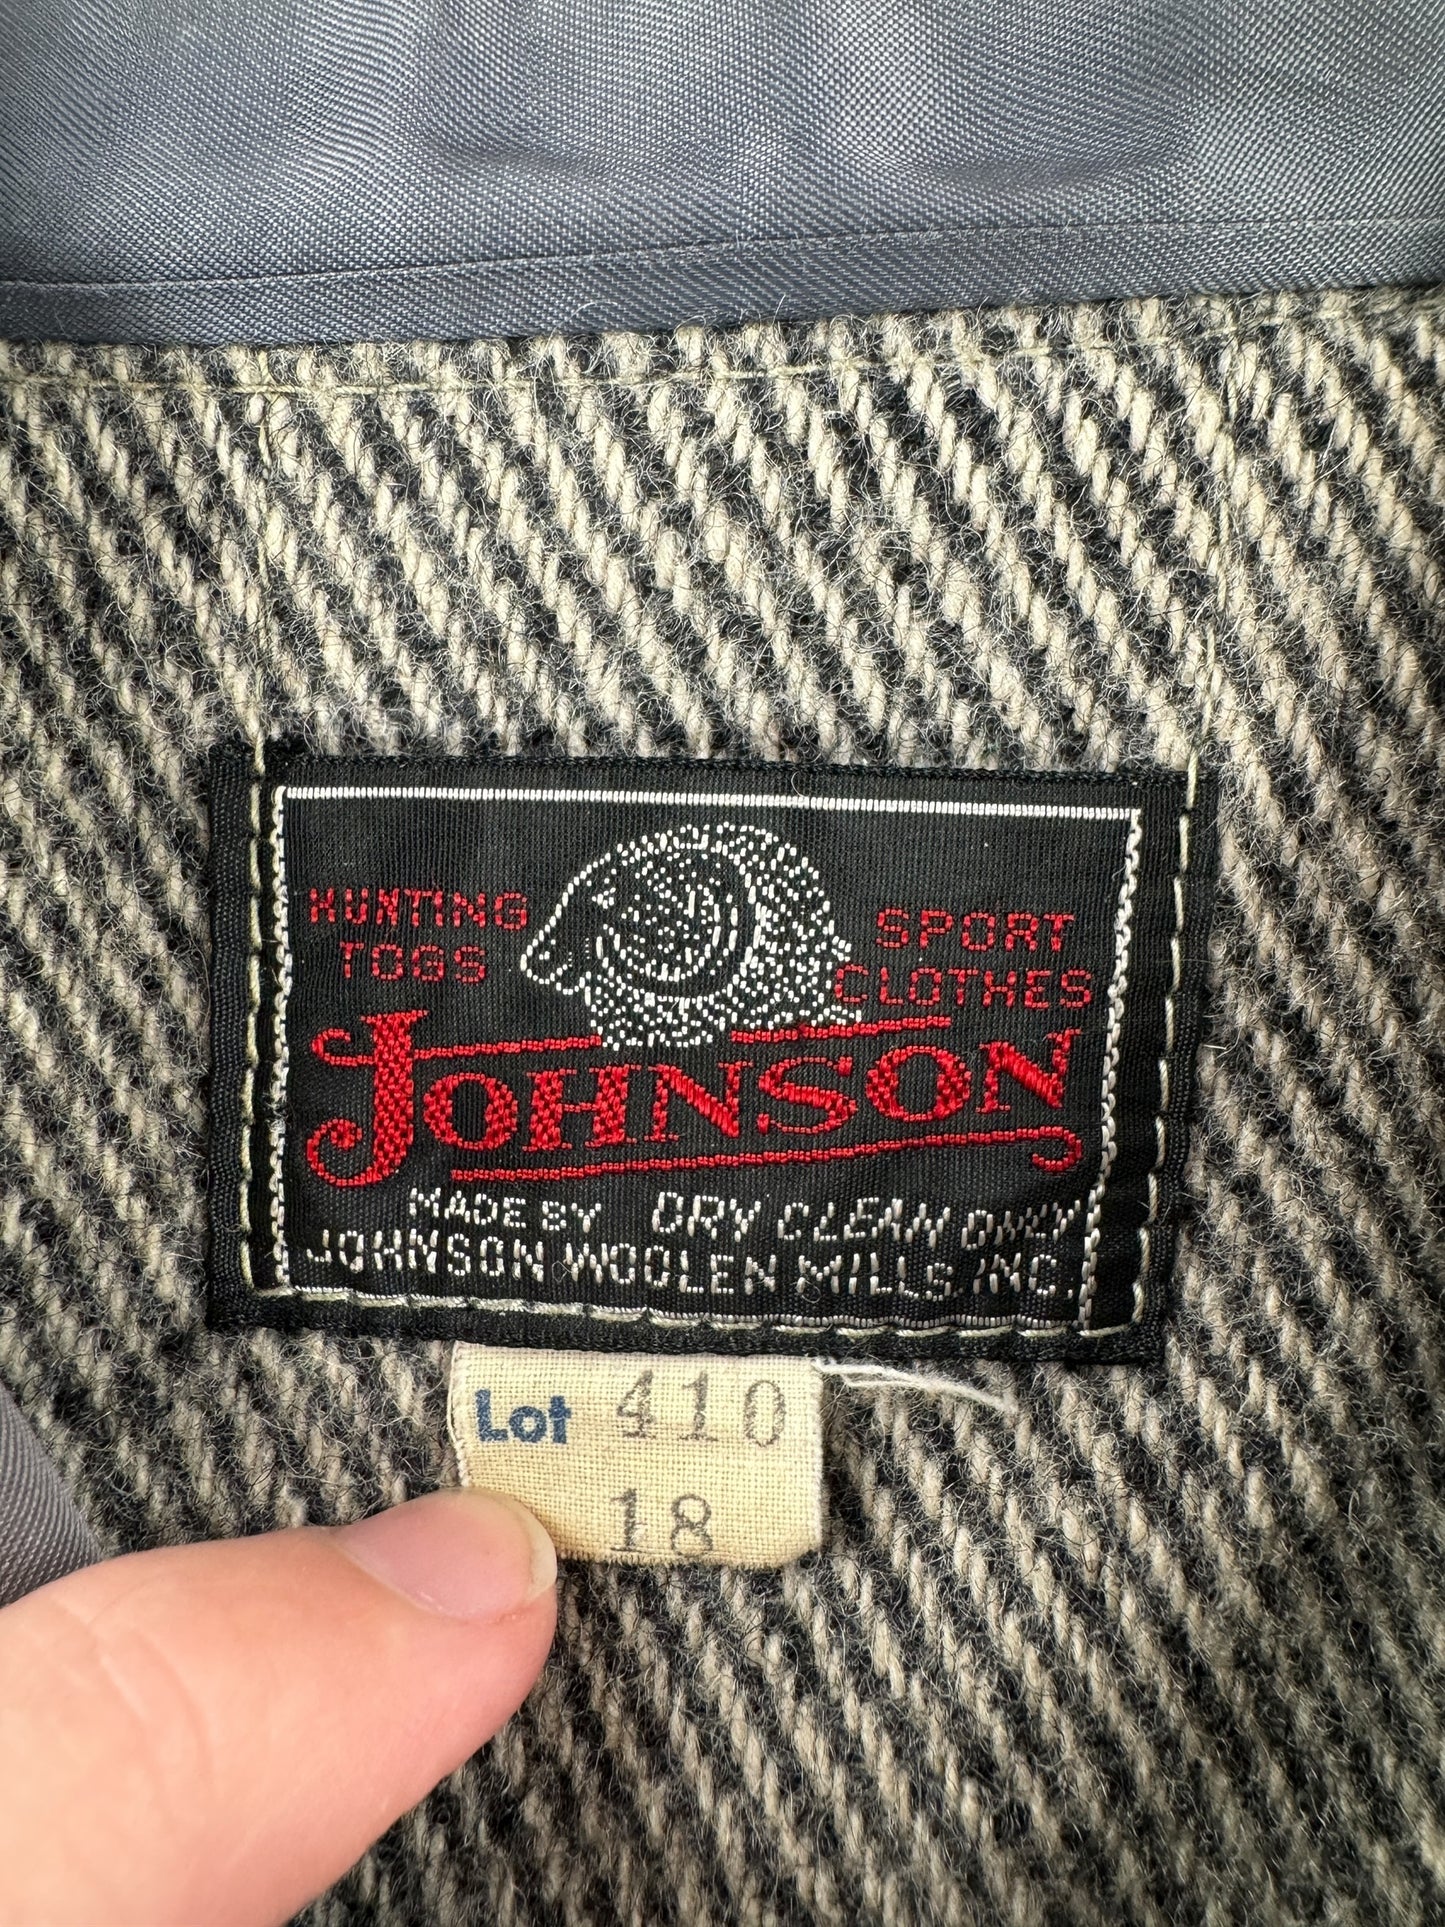 HUNTING
TOGS
SPORT
CLOTHES
JOHNSON
MADE BY DRY CLEAN ONLY
JOHNSON WOOLEN MILLS, INC.
Lot 410
18